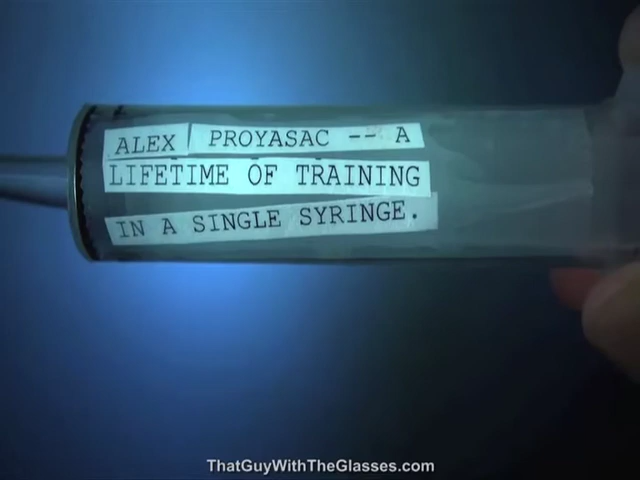 ALEX PROYASAC -- A
LIFETIME OF TRAINING
IN A SINGLE SYRINGE.
ThatGuyWithTheGlasses.com